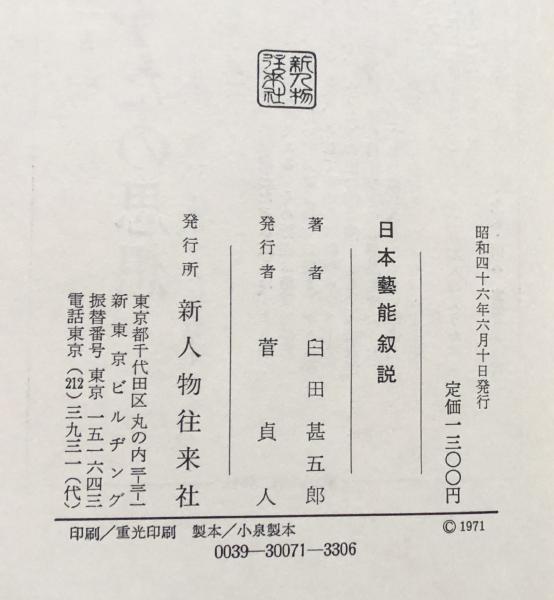 新人物
往来社
昭和四十六年六月十日発行
定価一三〇〇円
日本藝能叙説
著者 臼田甚五郎
発行者 菅貞人
発行所 新人物往来社
東京都千代田区丸の内三−三−一
新東京ビルヂング
振替番号 東京 一五一六四三
電話東京(212)三九三一(代)
©1971
印刷/重光印刷 製本/小泉製本
0039—30071—3306